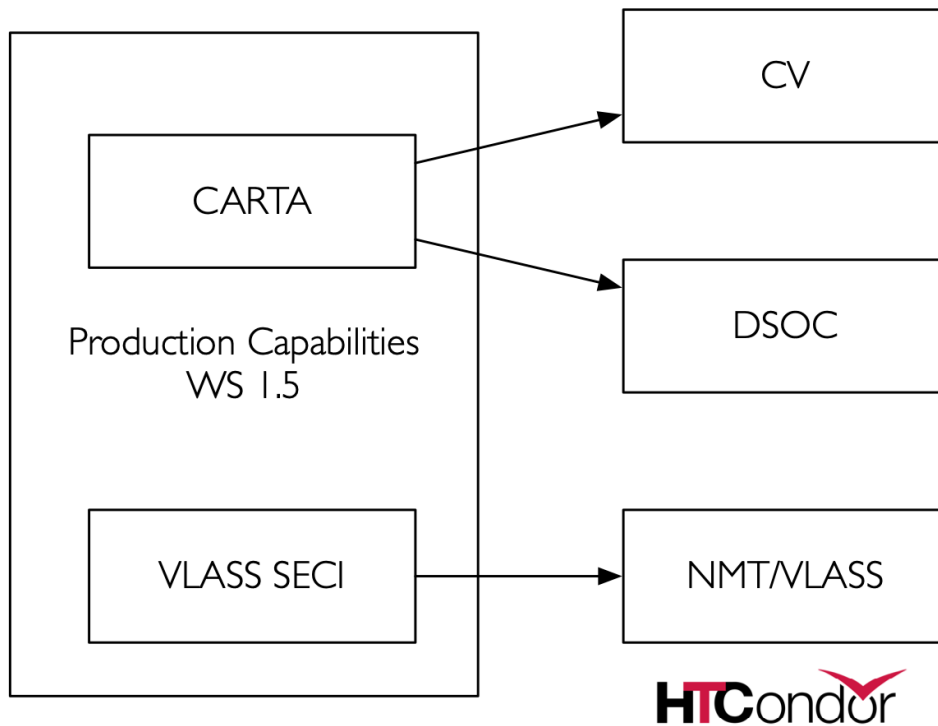 CV
CARTA
DSOC
Production Capabilities
WS 1.5
VLASS SECI
NMT/VLASS
HTCondor